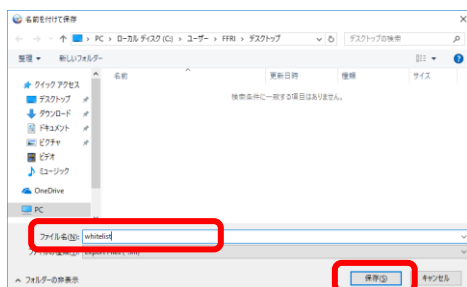 名前を付けて保存
PC › ローカル ディスク (C:) › ユーザー › FFRI › デスクトップ
デスクトップの検索
整理 新しいフォルダー
名前 更新日時 種類 サイズ
検索条件に一致する項目はありません。
クイック アクセス
デスクトップ
ダウンロード
ドキュメント
ピクチャ
ビデオ
ミュージック
OneDrive
PC
ファイル名(N): whitelist
フォルダーの非表示
保存(S) キャンセル